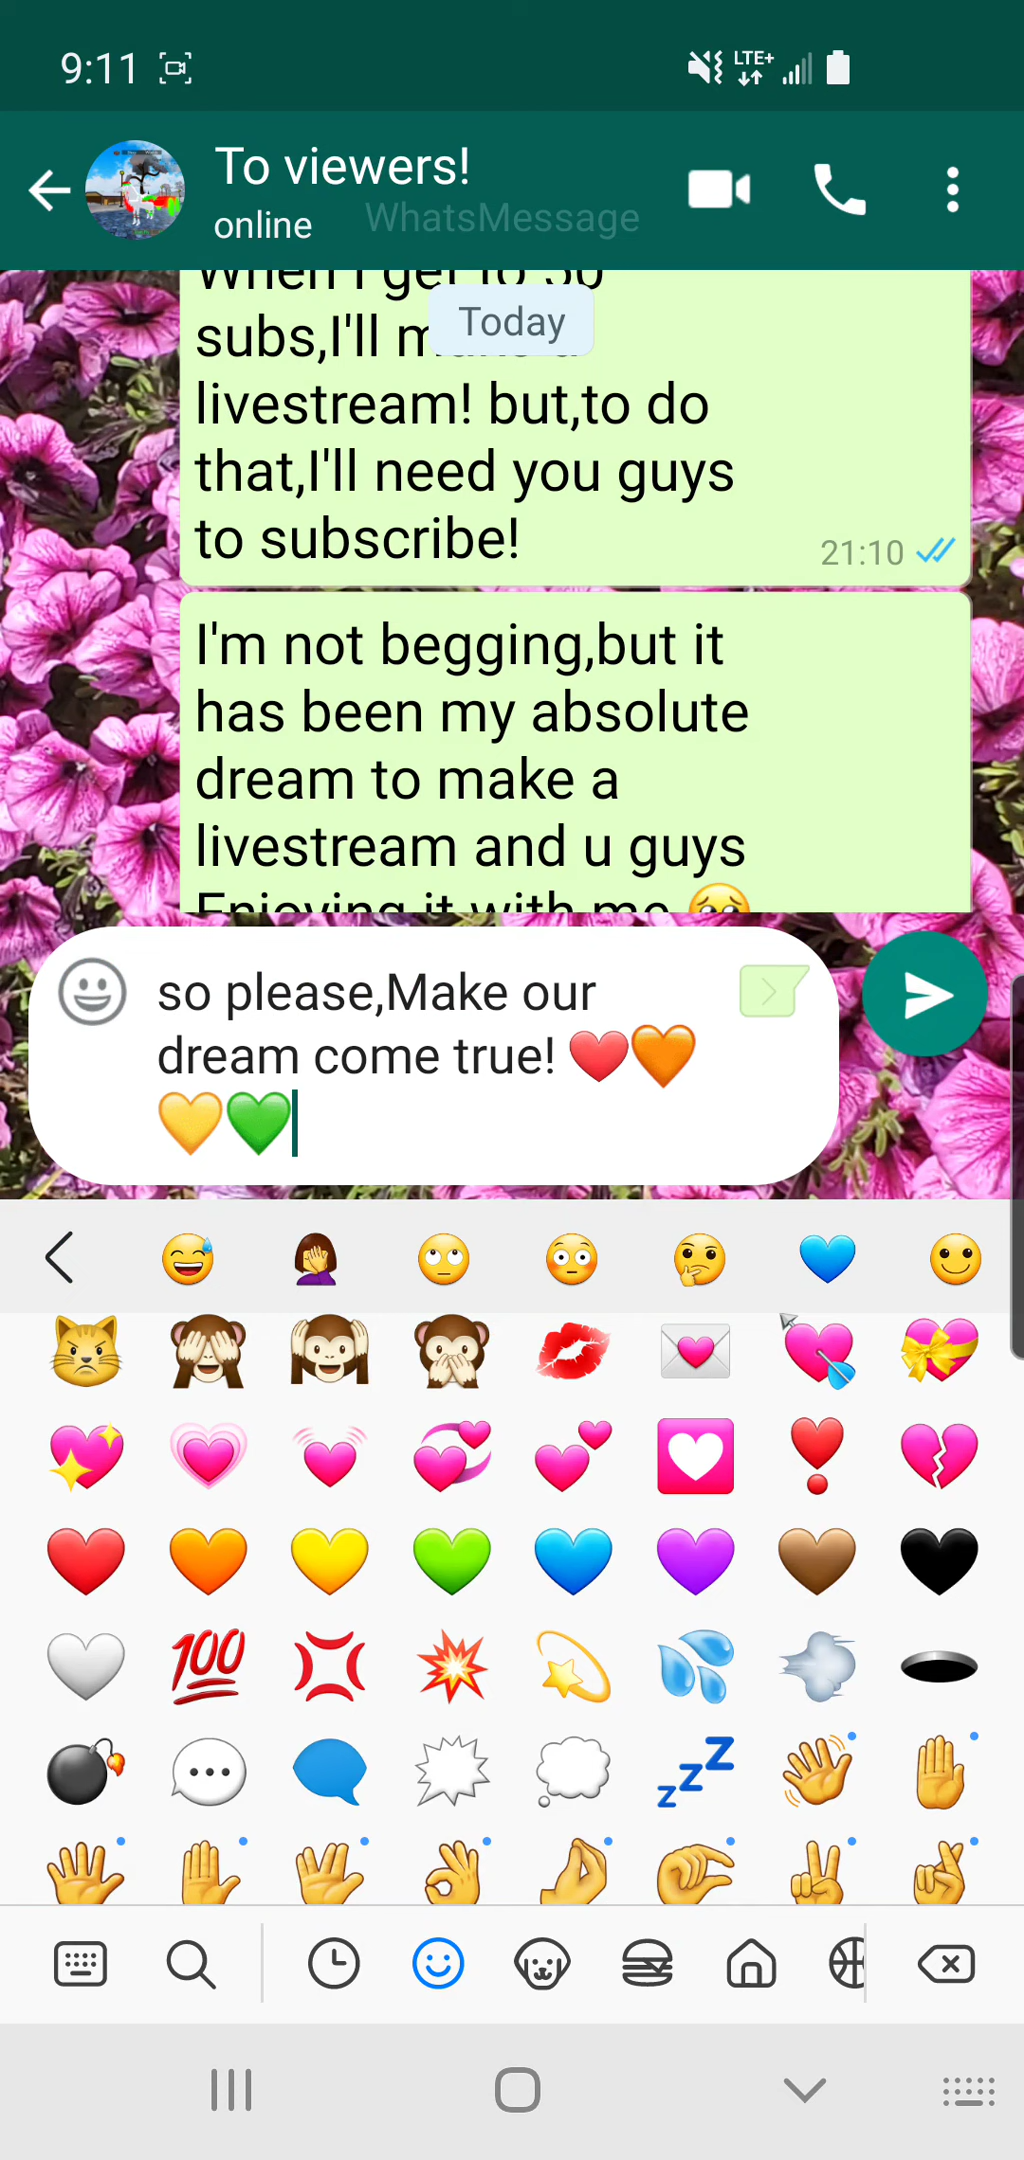 9:11
LTE+
To viewers!
online
WhatsMessage
When I get to 50
Today
subs,I'll make a
livestream! but,to do
that,I'll need you guys
to subscribe!
21:10
I'm not begging,but it
has been my absolute
dream to make a
livestream and u guys
Enjoying it with me 🥺
so please,Make our
dream come true! ❤️🧡
💛💚